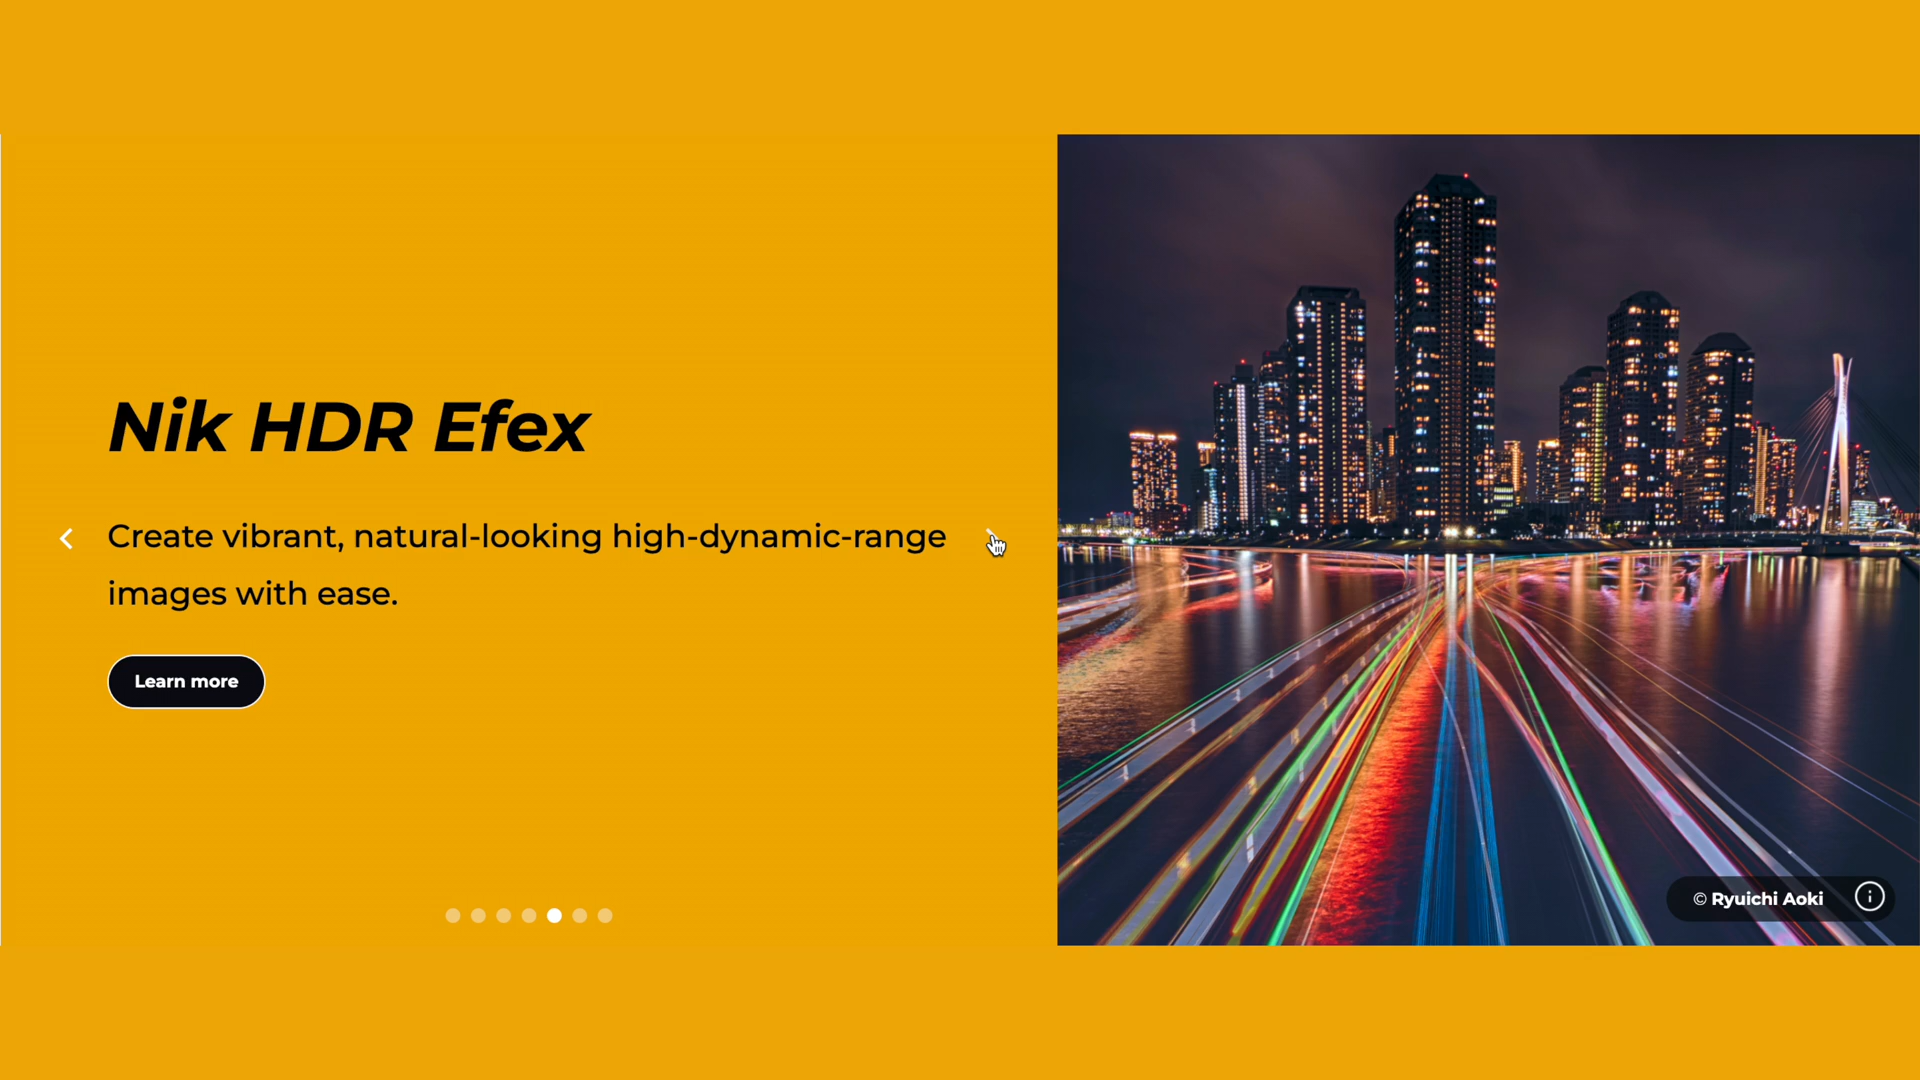 Nik HDR Efex
Create vibrant, natural-looking high-dynamic-range
images with ease.
Learn more
© Ryuichi Aoki